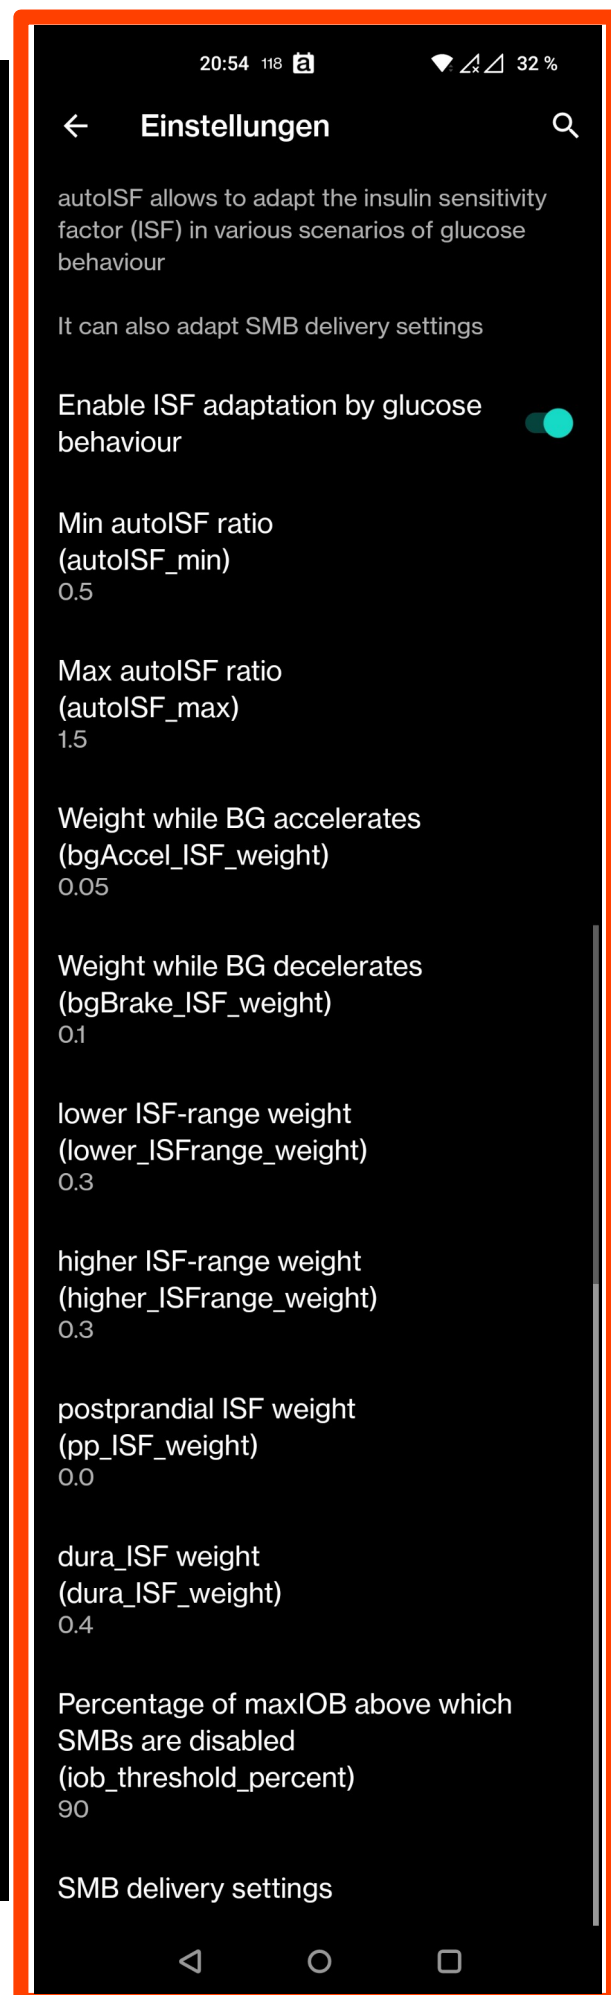 20:54 118 a 32 %
Einstellungen
autoISF allows to adapt the insulin sensitivity
factor (ISF) in various scenarios of glucose
behaviour
It can also adapt SMB delivery settings
Enable ISF adaptation by glucose
behaviour
Min autoISF ratio
(autoISF_min)
0.5
Max autoISF ratio
(autoISF_max)
1.5
Weight while BG accelerates
(bgAccel_ISF_weight)
0.05
Weight while BG decelerates
(bgBrake_ISF_weight)
0.1
lower ISF-range weight
(lower_ISFrange_weight)
0.3
higher ISF-range weight
(higher_ISFrange_weight)
0.3
postprandial ISF weight
(pp_ISF_weight)
0.0
dura_ISF weight
(dura_ISF_weight)
0.4
Percentage of maxIOB above which
SMBs are disabled
(iob_threshold_percent)
90
SMB delivery settings